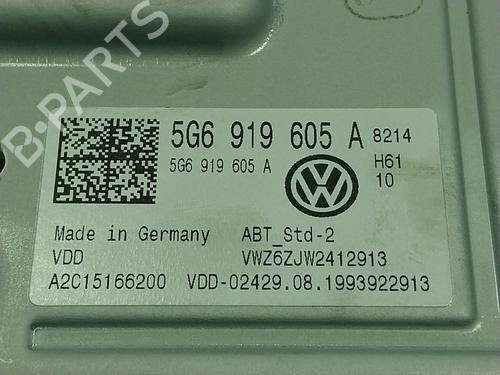 B-PARTS
5G6 919 605 A 8214
5G6 919 605 A H61
10
Made in Germany ABT_Std-2
VDD VWZ6ZJW2412913
A2C15166200 VDD-02429.08.1993922913